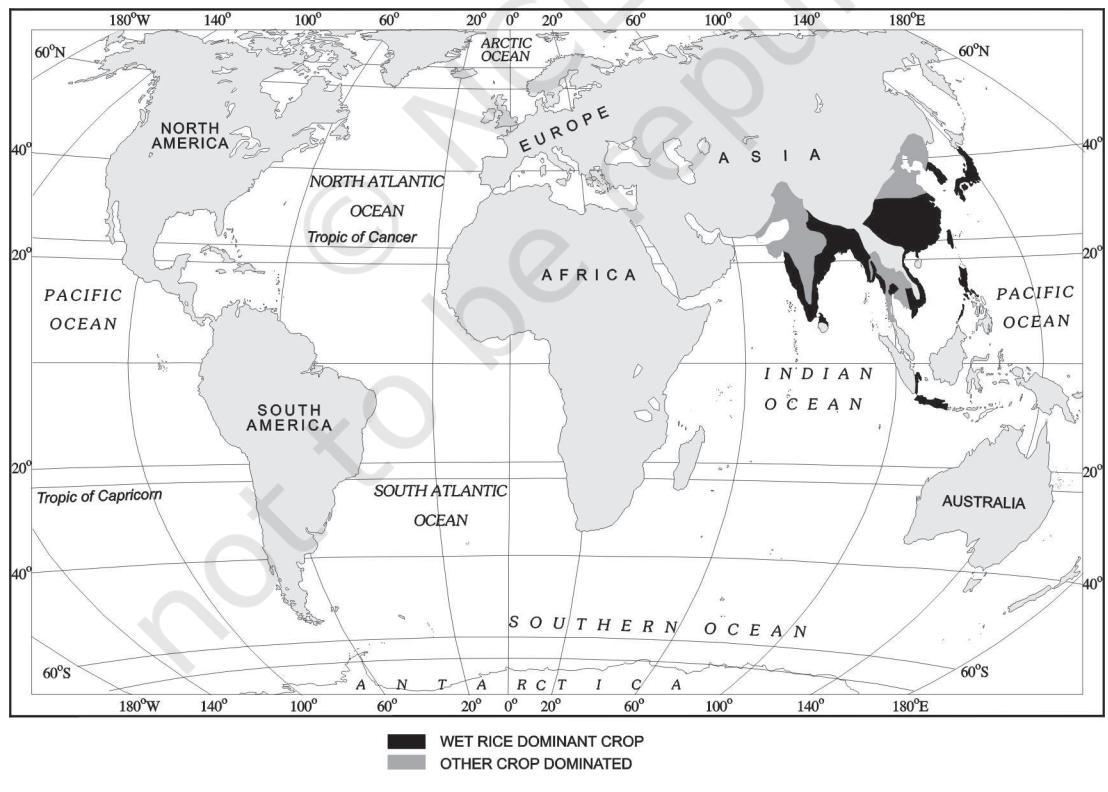 180°W 140° 100° 60° 20° 0° 20° 60° 100° 140° 180°E
60°N 60°N
ARCTIC
OCEAN
NORTH
AMERICA
EUROPE
ASIA
40° 40°
NORTH ATLANTIC
OCEAN
Tropic of Cancer
20° 20°
AFRICA
PACIFIC
OCEAN
PACIFIC
OCEAN
INDIAN
OCEAN
SOUTH
AMERICA
20° 20°
Tropic of Capricorn
SOUTH ATLANTIC
OCEAN
AUSTRALIA
40° 40°
SOUTHERN OCEAN
60°S 60°S
ANTARCTICA
180°W 140° 100° 60° 20° 0° 20° 60° 100° 140° 180°E
WET RICE DOMINANT CROP
OTHER CROP DOMINATED
not to be